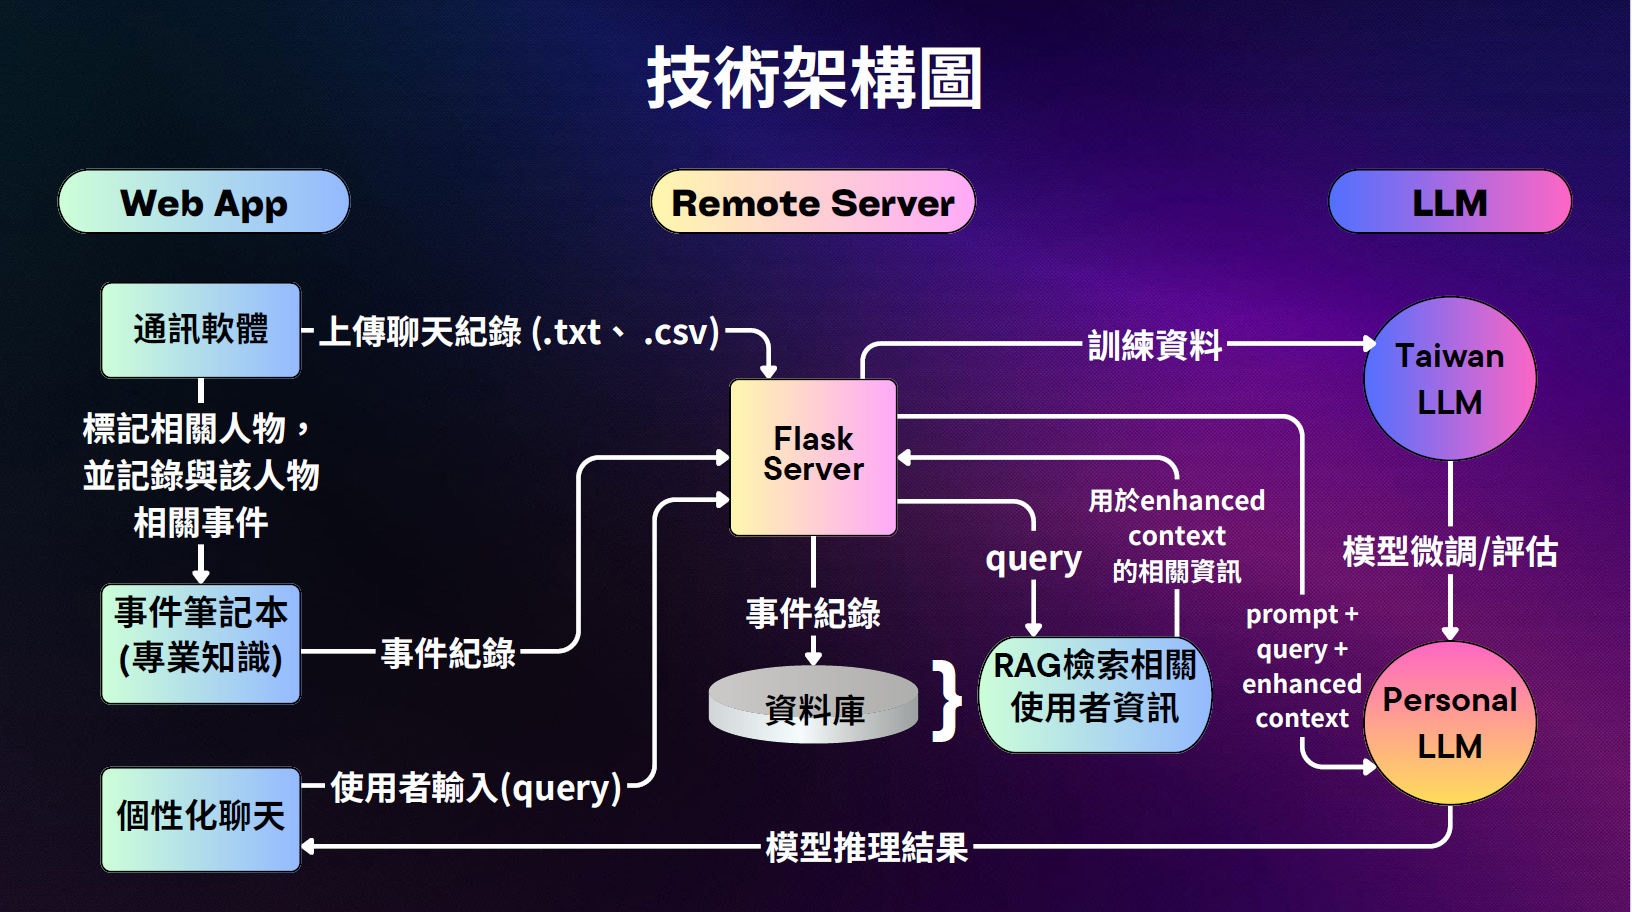 技術架構圖
Web App
Remote Server
LLM
通訊軟體
上傳聊天紀錄 (.txt、 .csv)
訓練資料
Taiwan
LLM
標記相關人物，
並記錄與該人物
相關事件
Flask
Server
用於enhanced
context
的相關資訊
query
模型微調/評估
事件筆記本
(專業知識)
事件紀錄
事件紀錄
資料庫
}
RAG檢索相關
使用者資訊
prompt +
query +
enhanced
context
Personal
LLM
個性化聊天
使用者輸入(query)
模型推理結果